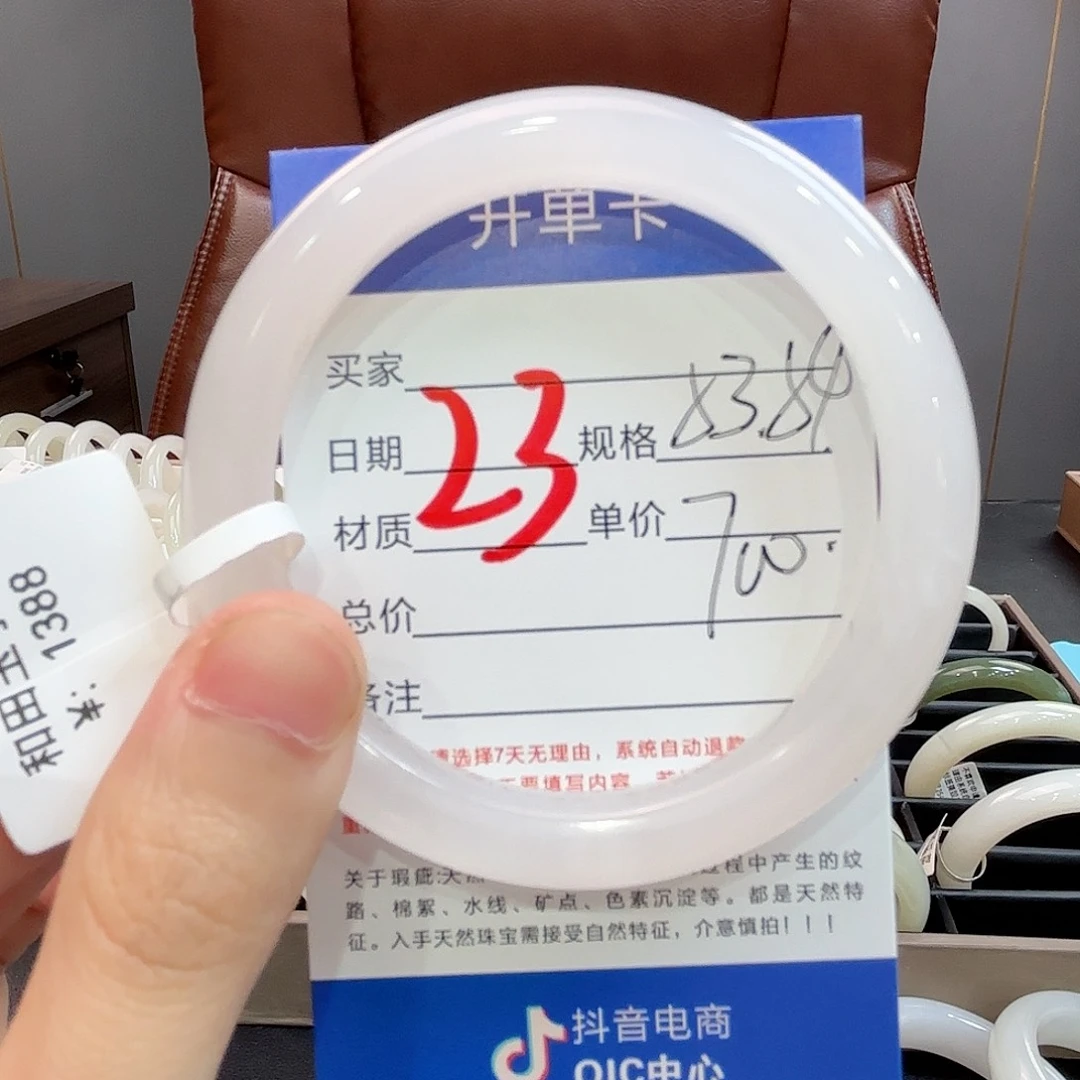 开单卡
买家
日期 23 规格 83.84
材质 单价 700.
总价
备注
请选择7天无理由,系统自动退款
要填写内容
关于瑕疵:天然 过程中产生的纹
路、棉絮、水线、矿点、色素沉淀等。都是天然特
征。入手天然珠宝需接受自然特征,介意慎拍!!!
抖音电商
QIC中心
和田玉
1388